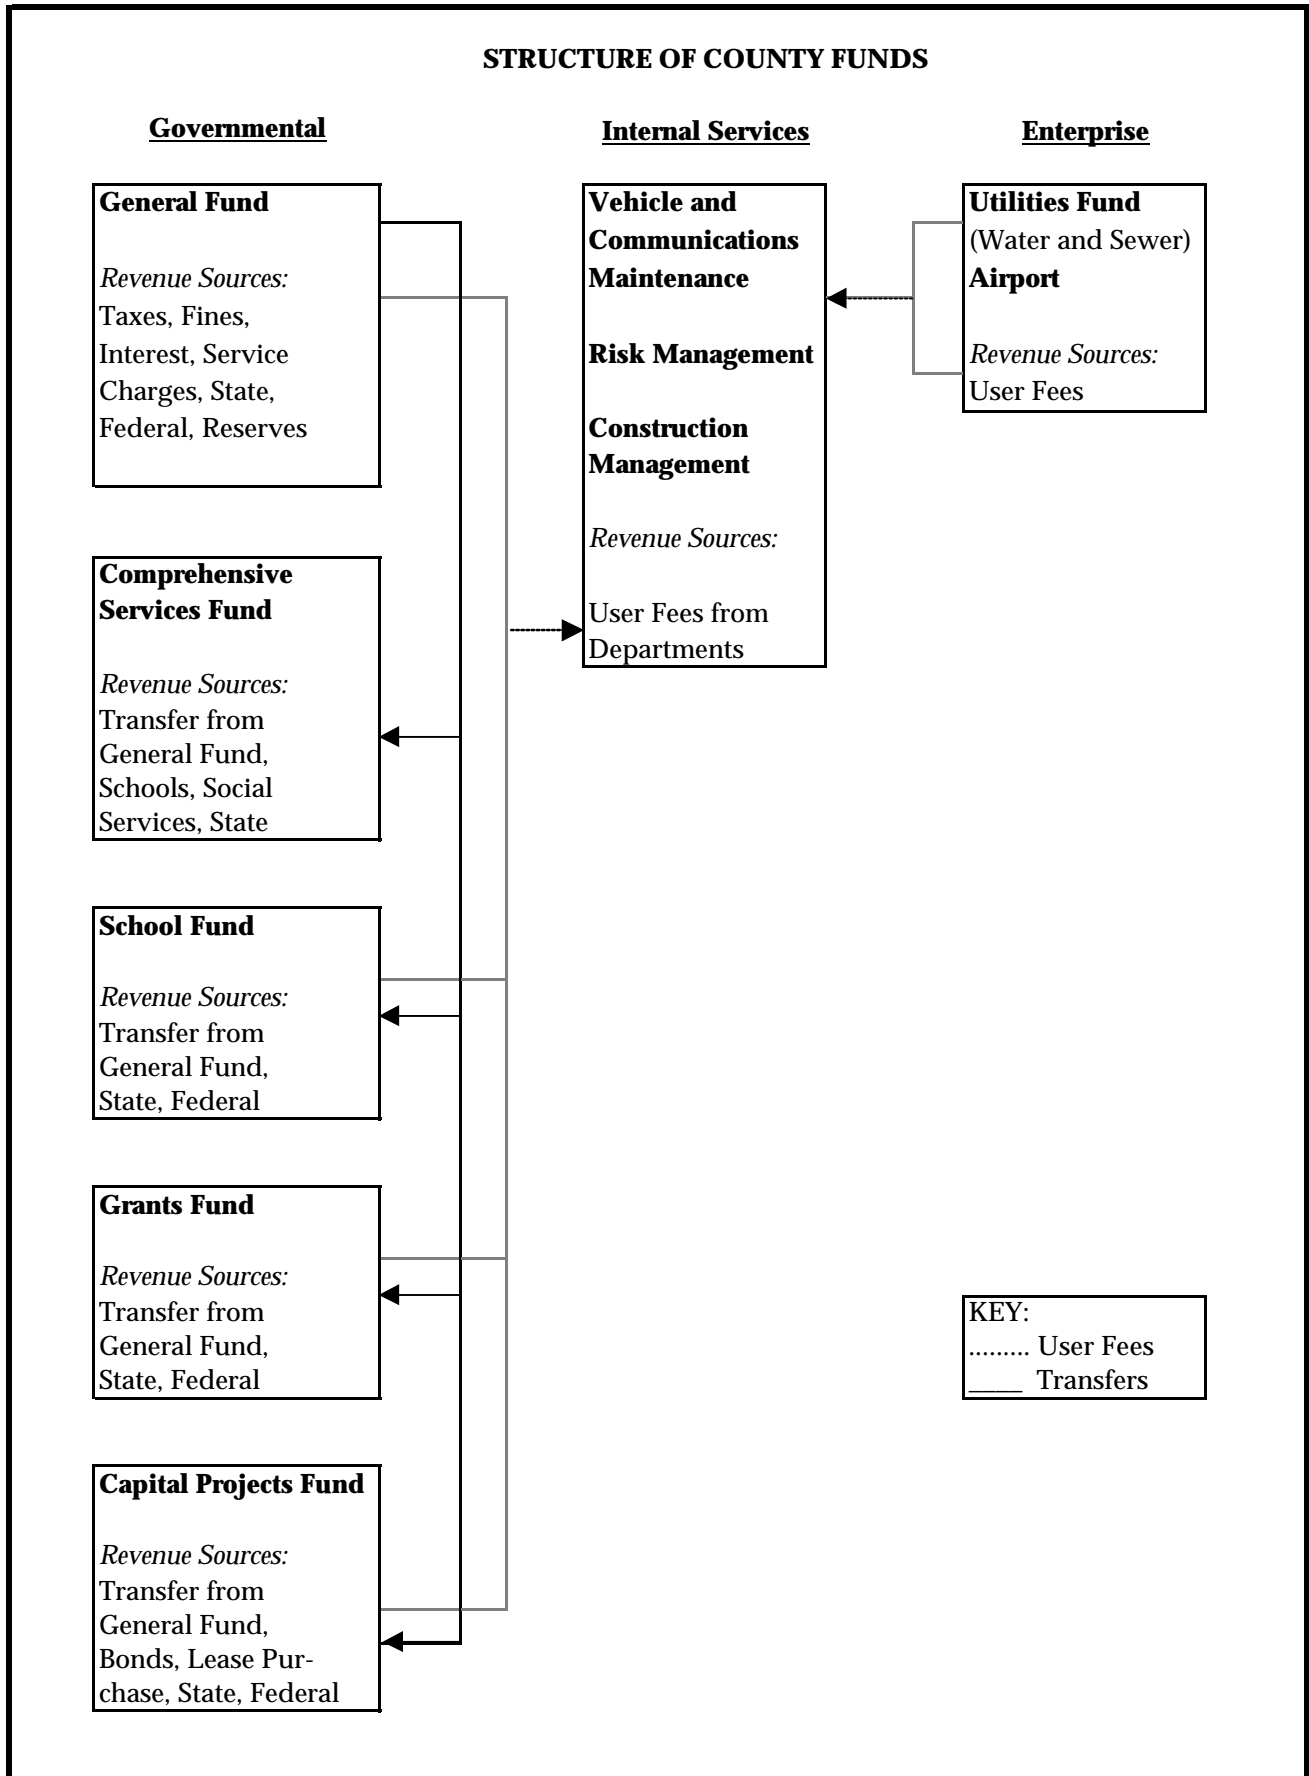 STRUCTURE OF COUNTY FUNDS
Governmental
General Fund
Revenue Sources:
Taxes, Fines,
Interest, Service
Charges, State,
Federal, Reserves
Comprehensive
Services Fund
Revenue Sources:
Transfer from
General Fund,
Schools, Social
Services, State
School Fund
Revenue Sources:
Transfer from
General Fund,
State, Federal
Grants Fund
Revenue Sources:
Transfer from
General Fund,
State, Federal
Capital Projects Fund
Revenue Sources:
Transfer from
General Fund,
Bonds, Lease Pur-
chase, State, Federal
Internal Services
Vehicle and
Communications
Maintenance
Risk Management
Construction
Management
Revenue Sources:
User Fees from
Departments
Enterprise
Utilities Fund
(Water and Sewer)
Airport
Revenue Sources:
User Fees
KEY:
......... User Fees
____ Transfers